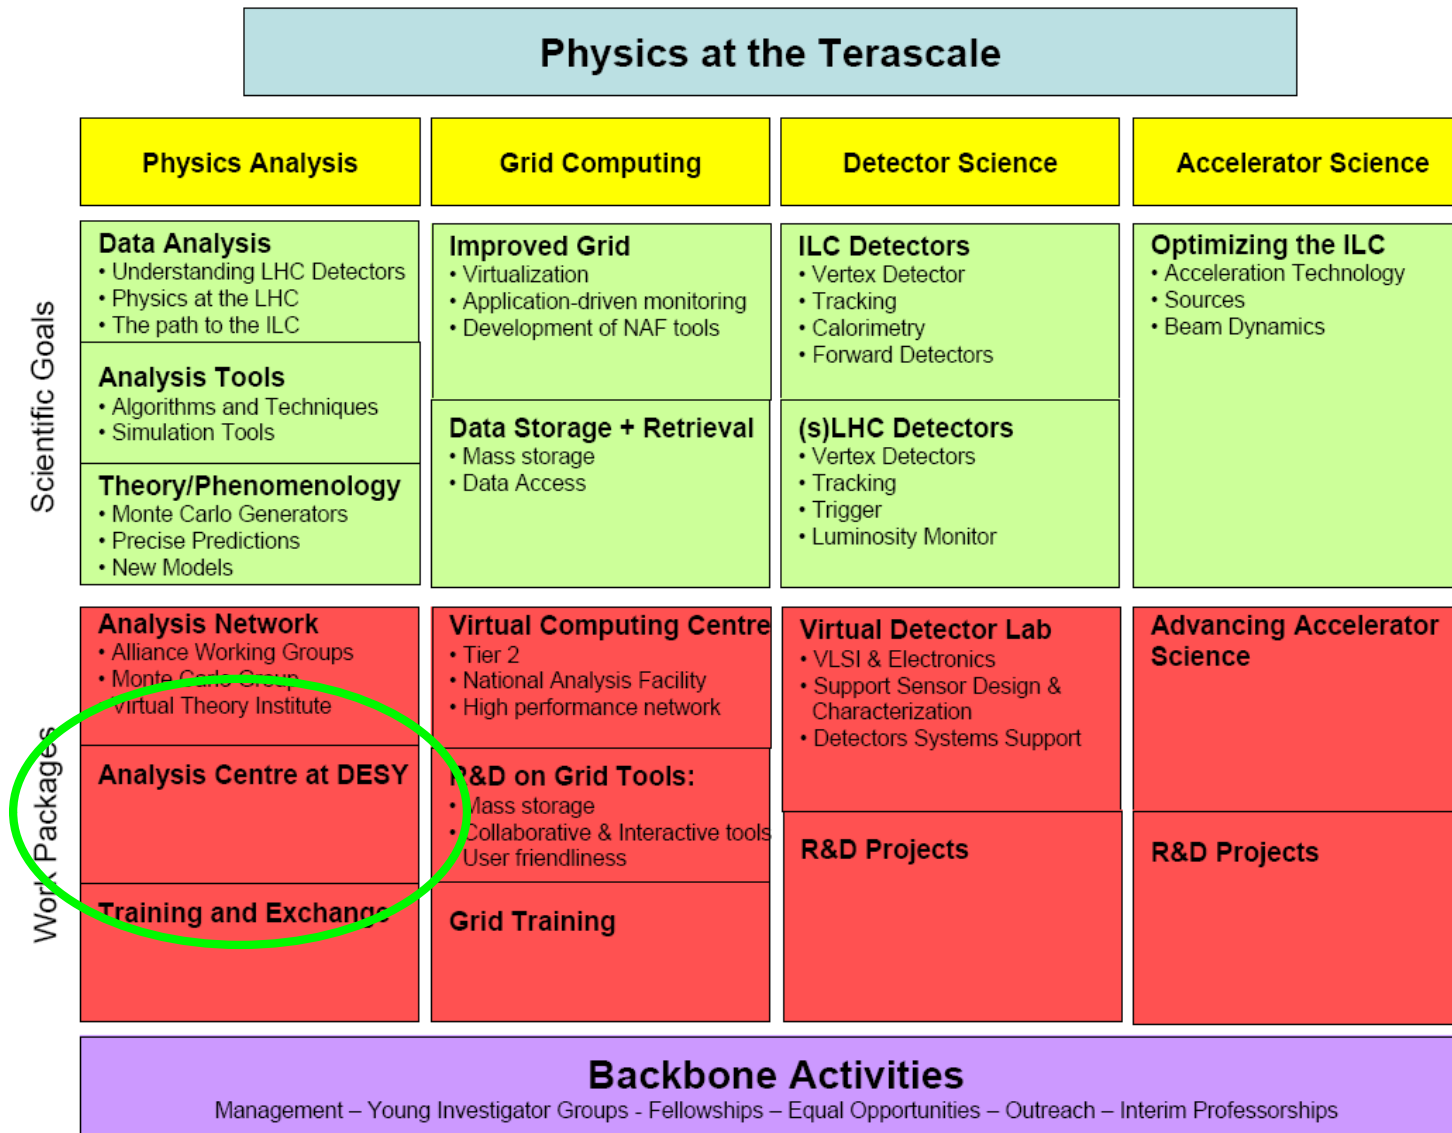 Physics at the Terascale
Physics Analysis
Grid Computing
Detector Science
Accelerator Science
Scientific Goals
Data Analysis
• Understanding LHC Detectors
• Physics at the LHC
• The path to the ILC
Analysis Tools
• Algorithms and Techniques
• Simulation Tools
Theory/Phenomenology
• Monte Carlo Generators
• Precise Predictions
• New Models
Improved Grid
• Virtualization
• Application-driven monitoring
• Development of NAF tools
Data Storage + Retrieval
• Mass storage
• Data Access
ILC Detectors
• Vertex Detector
• Tracking
• Calorimetry
• Forward Detectors
(s)LHC Detectors
• Vertex Detectors
• Tracking
• Trigger
• Luminosity Monitor
Optimizing the ILC
• Acceleration Technology
• Sources
• Beam Dynamics
Work Packages
Analysis Network
• Alliance Working Groups
• Monte Carlo Group
• Virtual Theory Institute
Analysis Centre at DESY
Training and Exchange
Virtual Computing Centre
• Tier 2
• National Analysis Facility
• High performance network
R&D on Grid Tools:
• Mass storage
• Collaborative & Interactive tools
User friendliness
Grid Training
Virtual Detector Lab
• VLSI & Electronics
• Support Sensor Design &
Characterization
• Detectors Systems Support
R&D Projects
Advancing Accelerator
Science
R&D Projects
Backbone Activities
Management – Young Investigator Groups - Fellowships – Equal Opportunities – Outreach – Interim Professorships